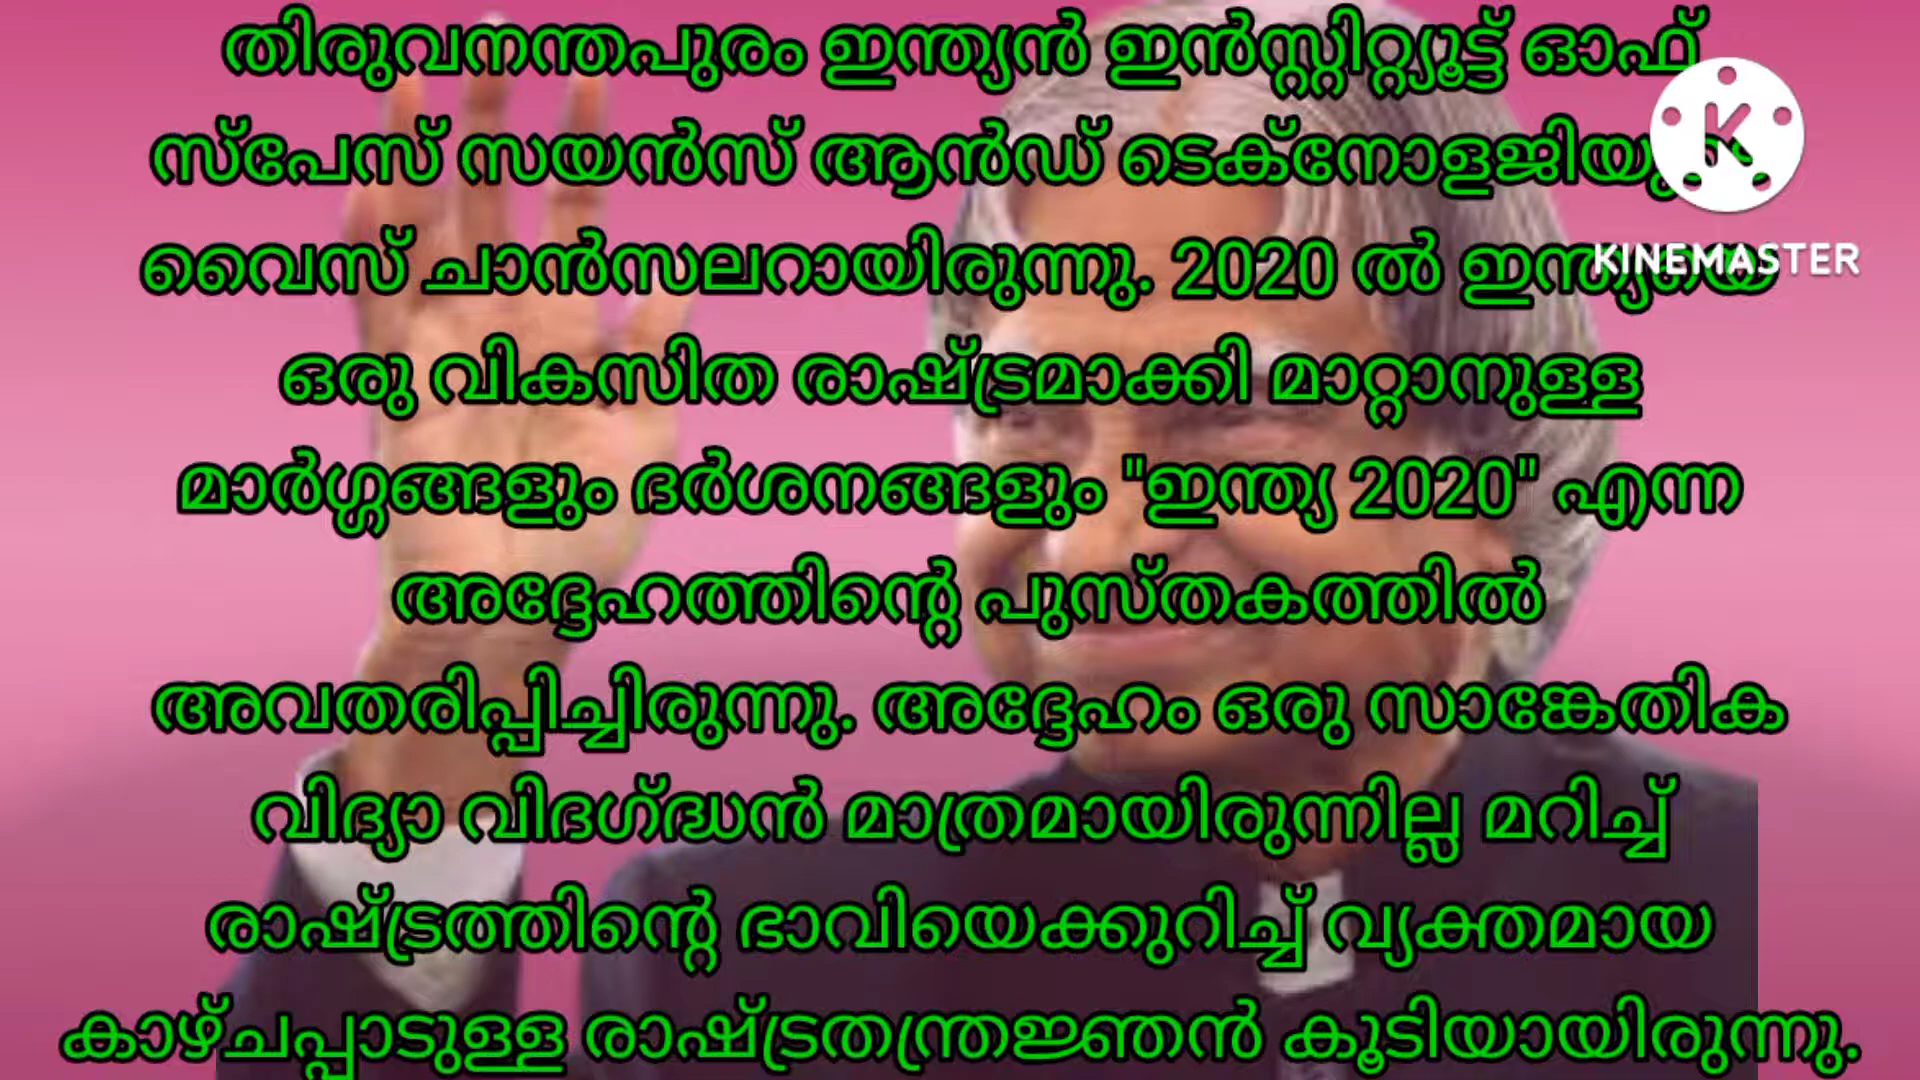 തിരുവനന്തപുരം ഇന്ത്യൻ ഇൻസ്റ്റിറ്റ്യൂട്ട് ഓഫ്
സ്പേസ് സയൻസ് ആൻഡ് ടെക്നോളജിയുടെ
വൈസ് ചാൻസലറായിരുന്നു. 2020 ൽ ഇന്ത്യയെ
ഒരു വികസിത രാഷ്ട്രമാക്കി മാറ്റാനുള്ള
മാർഗ്ഗങ്ങളും ദർശനങ്ങളും "ഇന്ത്യ 2020" എന്ന
അദ്ദേഹത്തിന്റെ പുസ്തകത്തിൽ
അവതരിപ്പിച്ചിരുന്നു. അദ്ദേഹം ഒരു സാങ്കേതിക
വിദ്യാ വിദഗ്ദ്ധൻ മാത്രമായിരുന്നില്ല മറിച്ച്
രാഷ്ട്രത്തിന്റെ ഭാവിയെക്കുറിച്ച് വ്യക്തമായ
കാഴ്ചപ്പാടുള്ള രാഷ്ട്രതന്ത്രജ്ഞൻ കൂടിയായിരുന്നു.
K
KINEMASTER